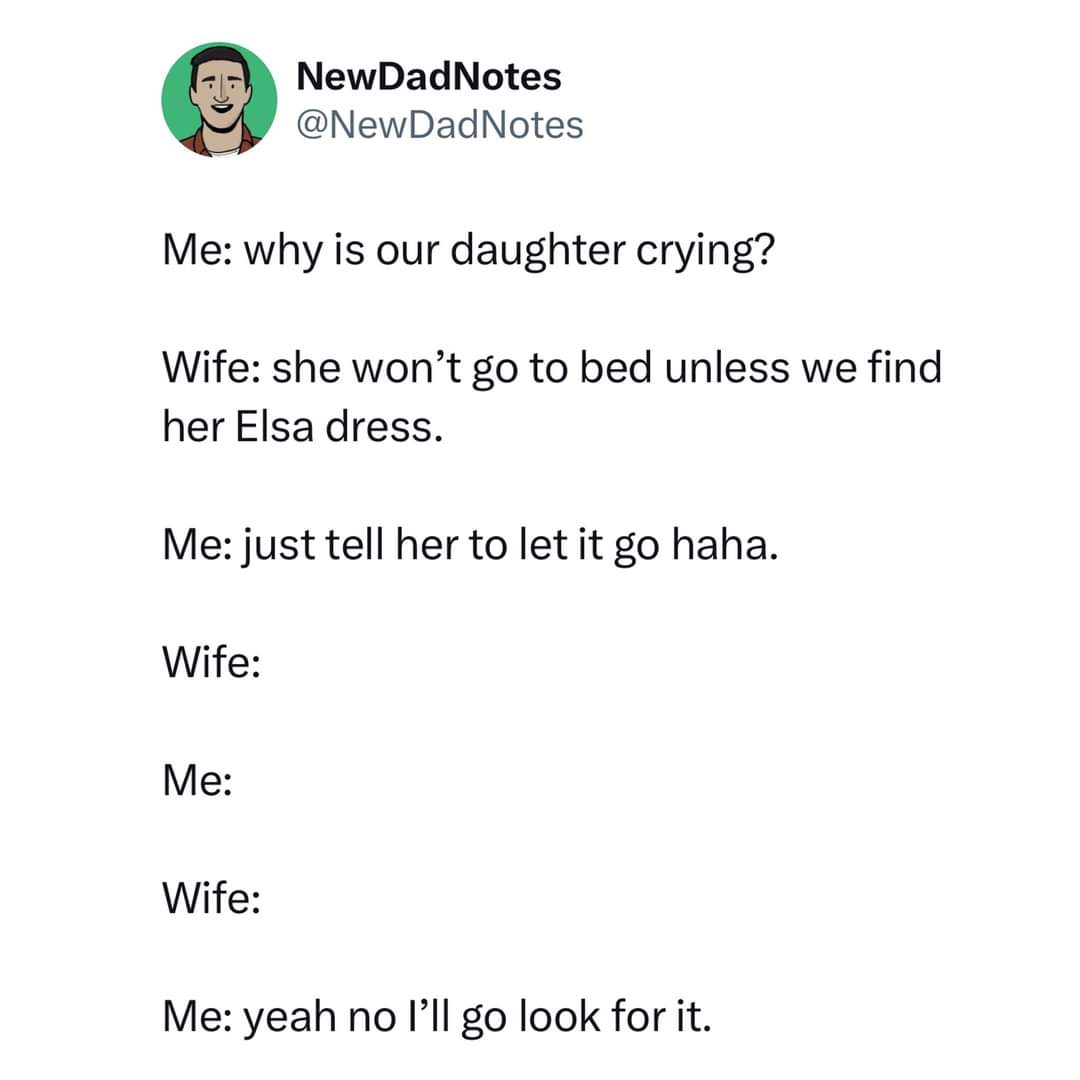 NewDadNotes
@NewDadNotes
Me: why is our daughter crying?
Wife: she won’t go to bed unless we find
her Elsa dress.
Me: just tell her to let it go haha.
Wife:
Me:
Wife:
Me: yeah no I’ll go look for it.